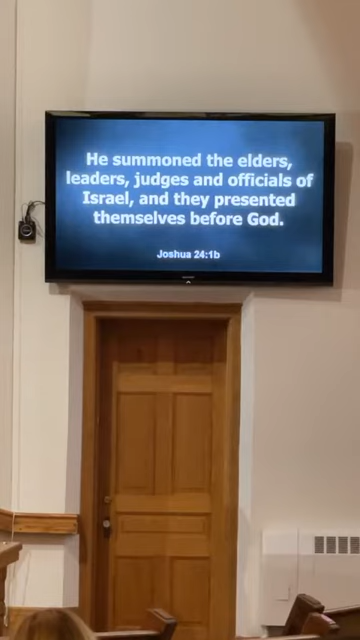 He summoned the elders,
leaders, judges and officials of
Israel, and they presented
themselves before God.
Joshua 24:1b